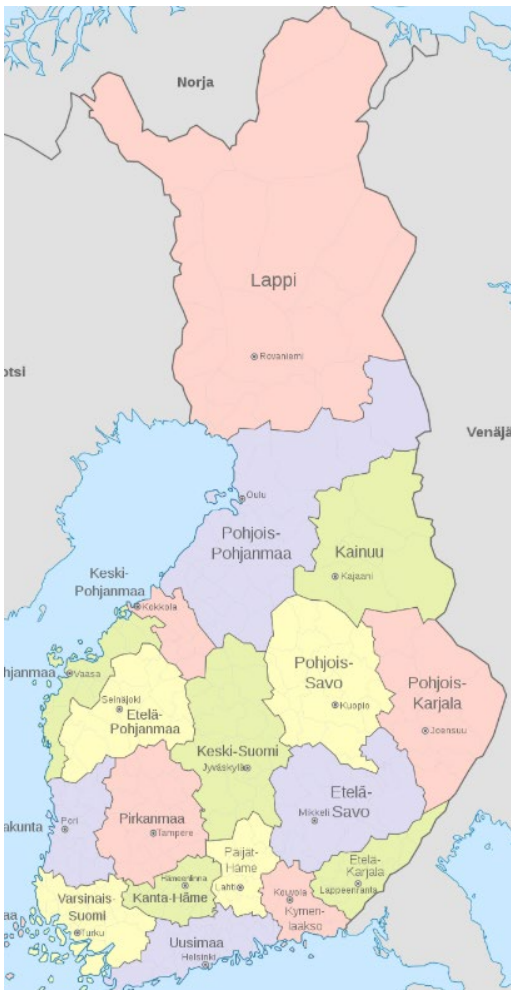 Norja
Lappi
Rovaniemi
otsi
Venäjä
Oulu
Pohjois-
Pohjanmaa
Kainuu
Kajaani
Keski-
Pohjanmaa
Kokkola
hjanmaa
Vaasa
Pohjois-
Savo
Kuopio
Pohjois-
Karjala
Joensuu
Seinäjoki
Etelä-
Pohjanmaa
Keski-Suomi
Jyväskylä
Etelä-
Savo
Mikkeli
akunta
Pori
Pirkanmaa
Tampere
Päijät-
Häme
Lahti
Etelä-
Karjala
Lappeenranta
Hämeenlinna
Kanta-Häme
Kouvola
Kymen-
laakso
Varsinais-
Suomi
Turku
aa
Uusimaa
Helsinki